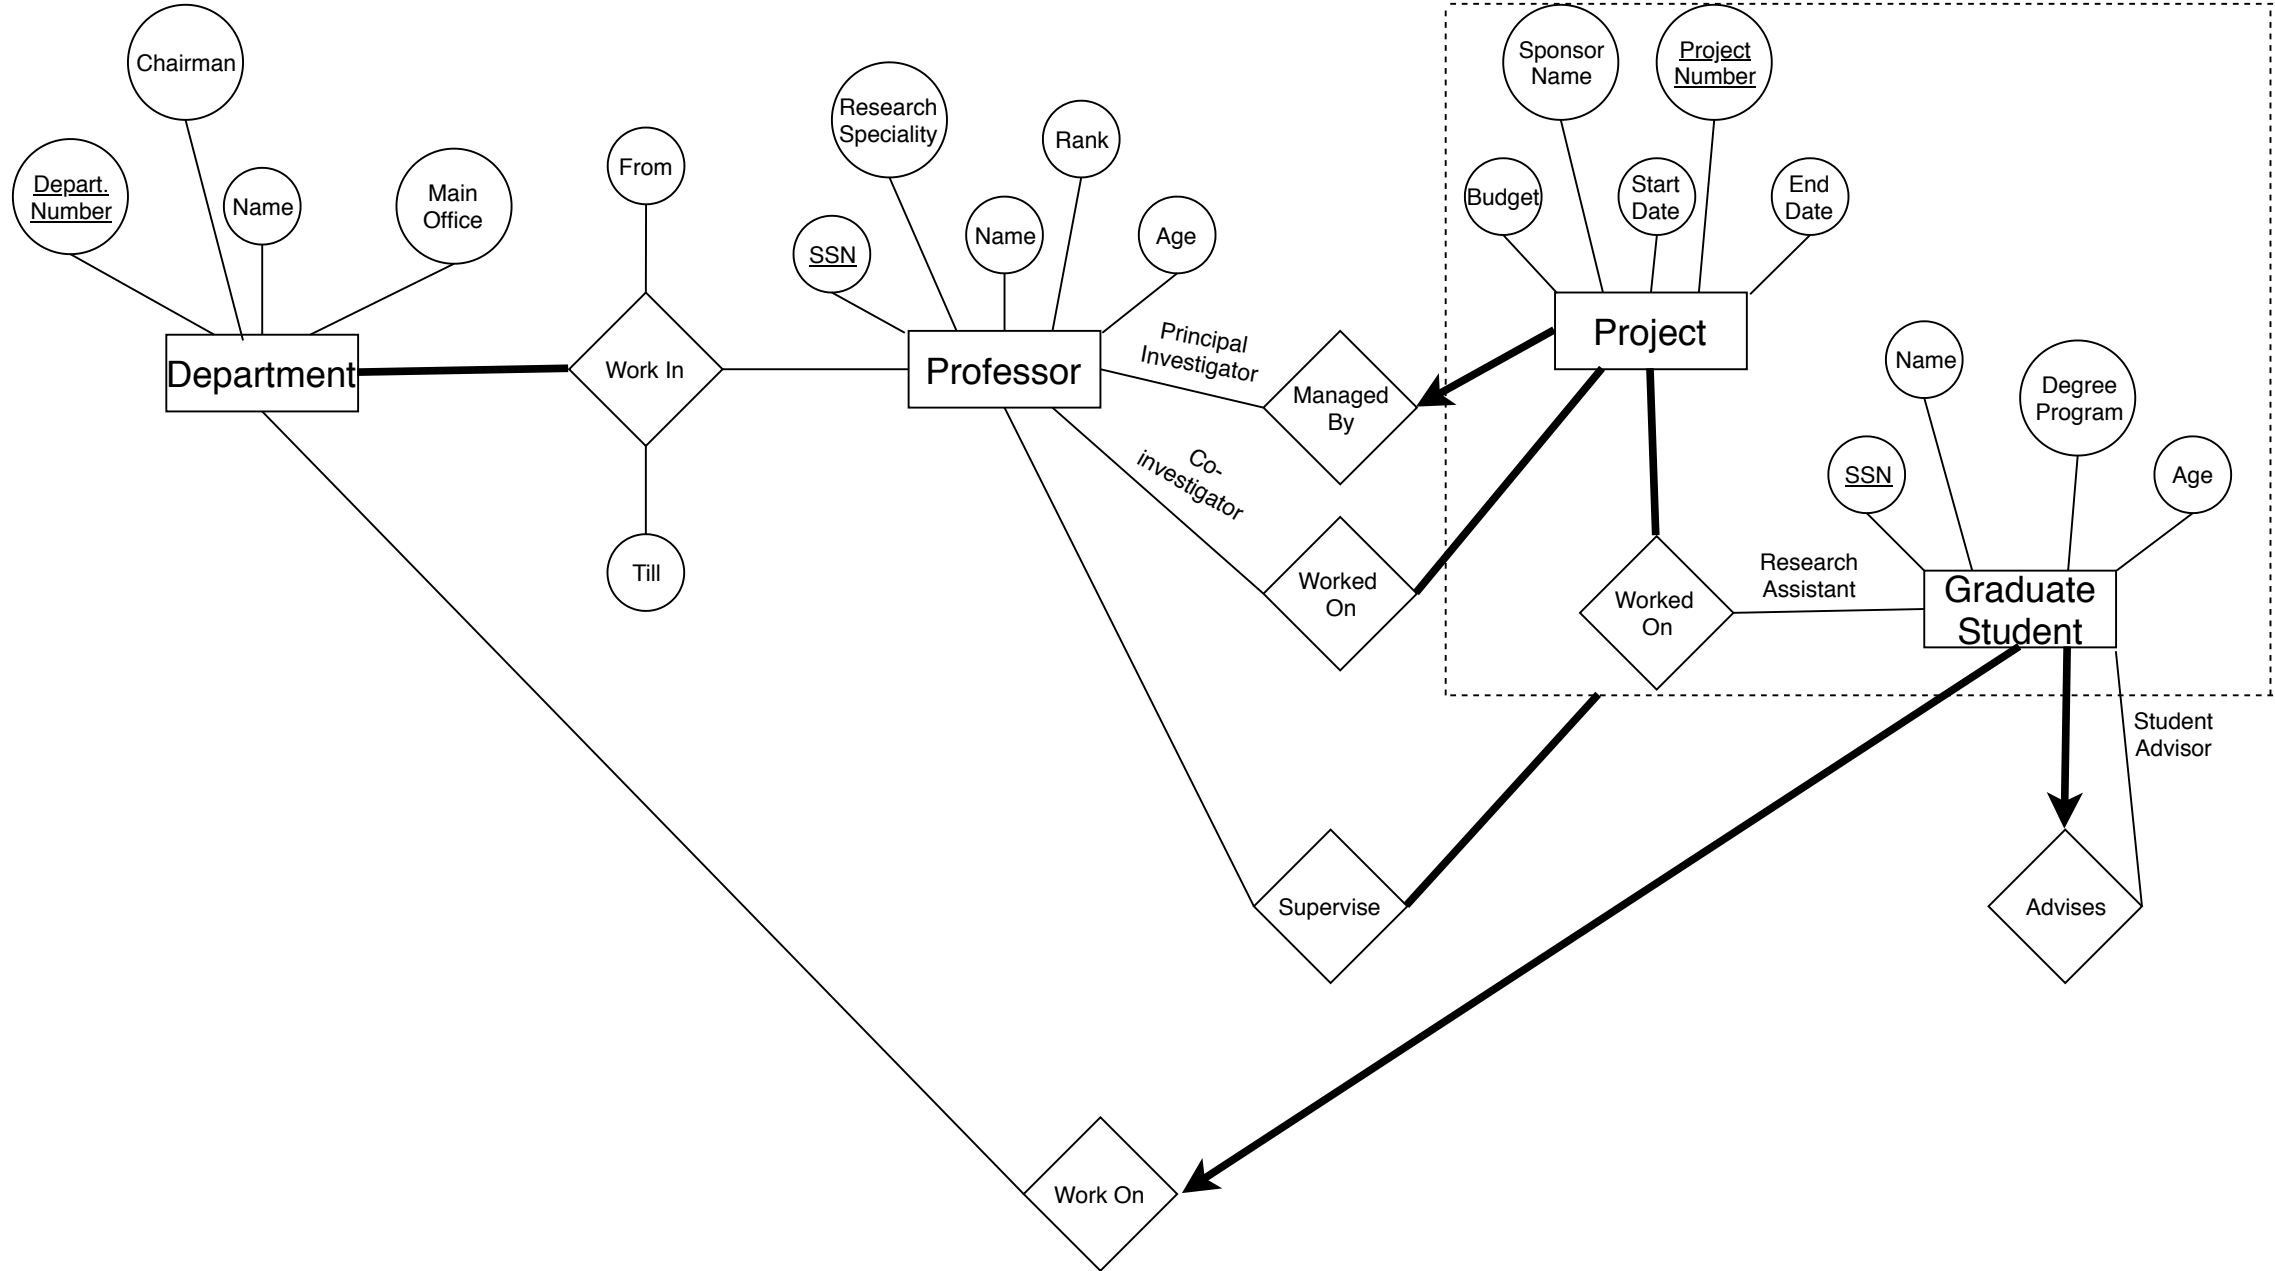 Chairman
Depart.
Number
Name
Main
Office
Department
From
Work In
Till
Research
Speciality
Rank
SSN
Name
Age
Professor
Principal
Investigator
Managed
By
Co-
investigator
Worked
On
Sponsor
Name
Project
Number
Budget
Start
Date
End
Date
Project
Worked
On
Research
Assistant
Name
Degree
Program
SSN
Age
Graduate
Student
Student
Advisor
Supervise
Advises
Work On